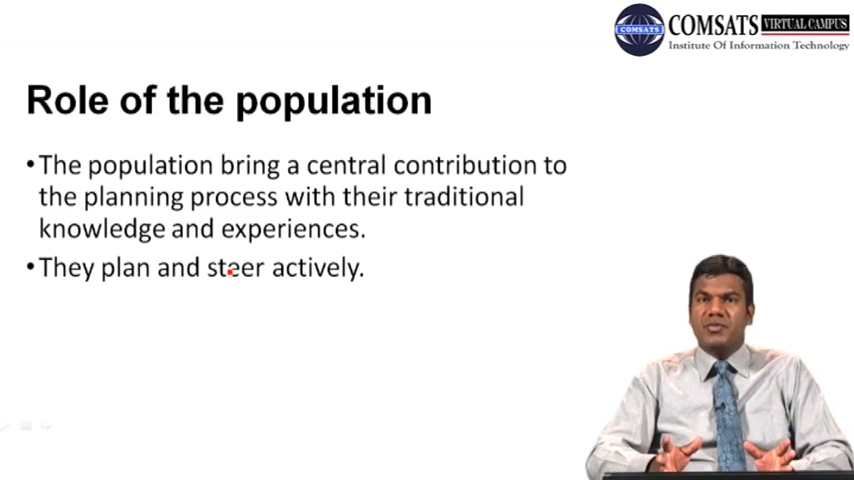 COMSATS VIRTUAL CAMPUS
COMSATS
Institute Of Information Technology
Role of the population
•The population bring a central contribution to
the planning process with their traditional
knowledge and experiences.
•They plan and steer actively.